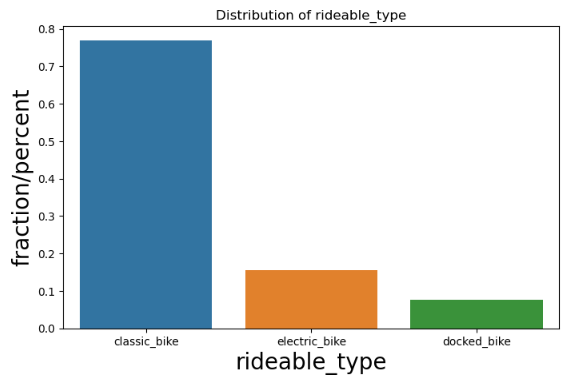 Distribution of rideable_type
fraction/percent
0.8
0.7
0.6
0.5
0.4
0.3
0.2
0.1
0.0
classic_bike electric_bike docked_bike
rideable_type